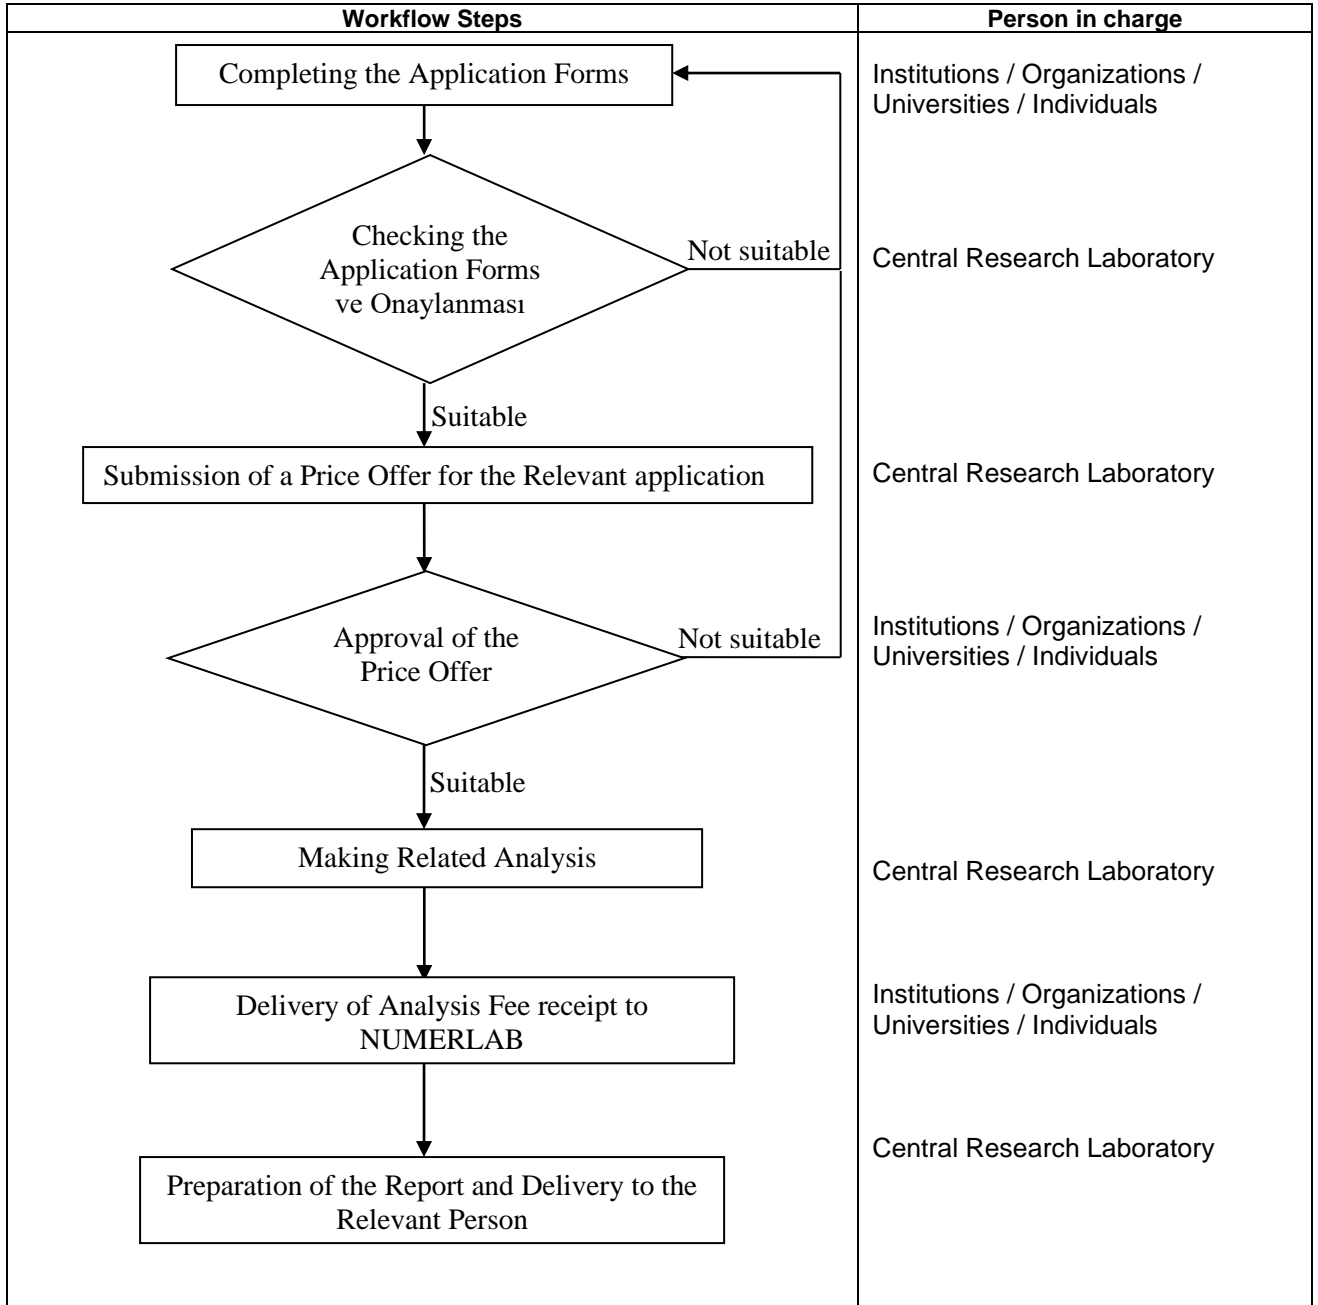 Workflow Steps
Person in charge
Completing the Application Forms
Institutions / Organizations /
Universities / Individuals
Checking the
Application Forms
ve Onaylanması
Not suitable
Central Research Laboratory
Suitable
Submission of a Price Offer for the Relevant application
Central Research Laboratory
Approval of the
Price Offer
Not suitable
Institutions / Organizations /
Universities / Individuals
Suitable
Making Related Analysis
Central Research Laboratory
Delivery of Analysis Fee receipt to
NUMERLAB
Institutions / Organizations /
Universities / Individuals
Central Research Laboratory
Preparation of the Report and Delivery to the
Relevant Person